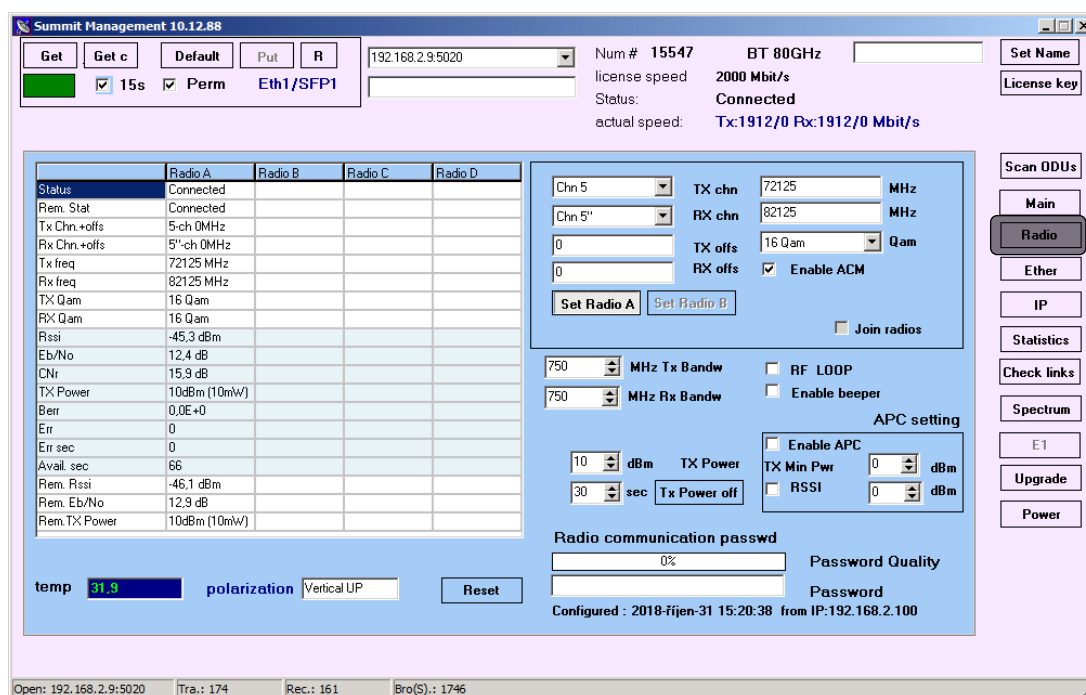 Summit Management 10.12.88
Get Get c Default Put R
15s Perm Eth1/SFP1
192.168.2.9:5020
Num # 15547 BT 80GHz
license speed 2000 Mbit/s
Status: Connected
actual speed: Tx:1912/0 Rx:1912/0 Mbit/s
Set Name
License key
Radio A Radio B Radio C Radio D
Status Connected
Rem. Stat Connected
Tx Chn.+offs 5-ch 0MHz
Rx Chn.+offs 5"-ch 0MHz
Tx freq 72125 MHz
Rx freq 82125 MHz
TX Qam 16 Qam
RX Qam 16 Qam
Rssi -45,3 dBm
Eb/No 12,4 dB
CNr 15,9 dB
TX Power 10dBm (10mW)
Berr 0,0E+0
Err 0
Err sec 0
Avail. sec 66
Rem. Rssi -46,1 dBm
Rem. Eb/No 12,9 dB
Rem.TX Power 10dBm (10mW)
temp 31,9 polarization Vertical UP Reset
Chn 5 TX chn 72125 MHz
Chn 5" RX chn 82125 MHz
0 TX offs 16 Qam Qam
0 RX offs Enable ACM
Set Radio A Set Radio B
Join radios
750 MHz Tx Bandw RF LOOP
750 MHz Rx Bandw Enable beeper
APC setting
Enable APC
10 dBm TX Power TX Min Pwr 0 dBm
30 sec Tx Power off RSSI 0 dBm
Radio communication passwd
0% Password Quality
Password
Configured : 2018-říjen-31 15:20:38 from IP:192.168.2.100
Scan ODUs
Main
Radio
Ether
IP
Statistics
Check links
Spectrum
E1
Upgrade
Power
Open: 192.168.2.9:5020 Tra.: 174 Rec.: 161 Bro(S).: 1746